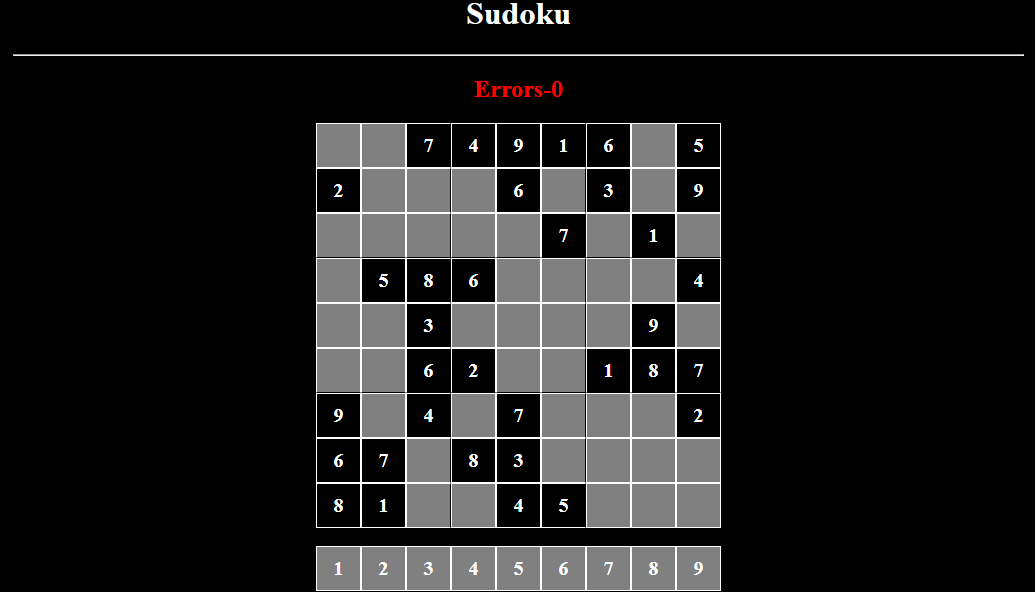 Sudoku
Errors-0
7 4 9 1 6 5
2 6 3 9
7 1
5 8 6 4
3 9
6 2 1 8 7
9 4 7 2
6 7 8 3
8 1 4 5
1 2 3 4 5 6 7 8 9